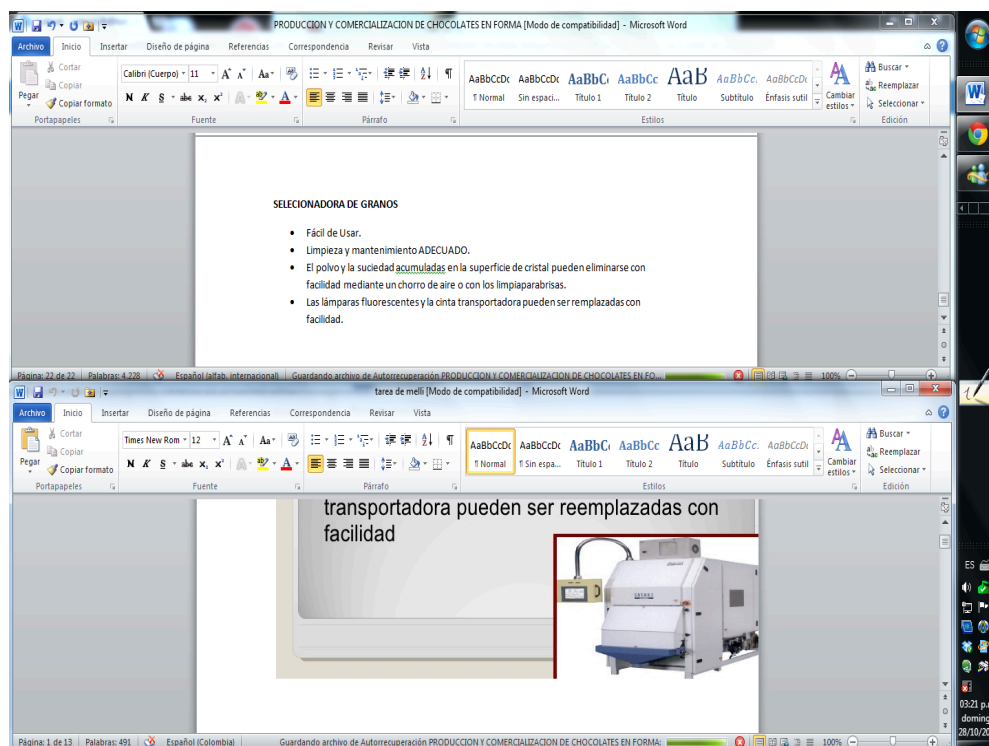 PRODUCCION Y COMERCIALIZACION DE CHOCOLATES EN FORMA [Modo de compatibilidad] - Microsoft Word
Archivo Inicio Insertar Diseño de página Referencias Correspondencia Revisar Vista
Pegar
Cortar
Copiar
Copiar formato
Portapapeles
Calibri (Cuerpo) 11
N K S abc x, x²
Fuente
Párrafo
AaBbCcDc AaBbCcDc AaBbC AaBbCc AaB AaBbCc. AaBbCcDc
¶ Normal Sin espaci... Título 1 Título 2 Título Subtítulo Énfasis sutil
Cambiar estilos
Estilos
Buscar
Reemplazar
Seleccionar
Edición
SELECIONADORA DE GRANOS
• Fácil de Usar.
• Limpieza y mantenimiento ADECUADO.
• El polvo y la suciedad acumuladas en la superficie de cristal pueden eliminarse con
facilidad mediante un chorro de aire o con los limpiaparabrisas.
• Las lámparas fluorescentes y la cinta transportadora pueden ser remplazadas con
facilidad.
Página: 22 de 22 Palabras: 4.228 Español (alfab. internacional) Guardando archivo de Autorrecuperación PRODUCCION Y COMERCIALIZACION DE CHOCOLATES EN FO... 100%
tarea de melli [Modo de compatibilidad] - Microsoft Word
Archivo Inicio Insertar Diseño de página Referencias Correspondencia Revisar Vista
Pegar
Cortar
Copiar
Copiar formato
Portapapeles
Times New Rom 12
N K S abc x, x²
Fuente
Párrafo
AaBbCcDc AaBbCcDc AaBbC AaBbCc AaB AaBbCc. AaBbCcDc
¶ Normal ¶ Sin espa... Título 1 Título 2 Título Subtítulo Énfasis sutil
Cambiar estilos
Estilos
Buscar
Reemplazar
Seleccionar
Edición
transportadora pueden ser reemplazadas con
facilidad
Página: 1 de 13 Palabras: 491 Español (Colombia) Guardando archivo de Autorrecuperación PRODUCCION Y COMERCIALIZACION DE CHOCOLATES EN FORMA: 100%
ES
03:21 p.
doming
28/10/20